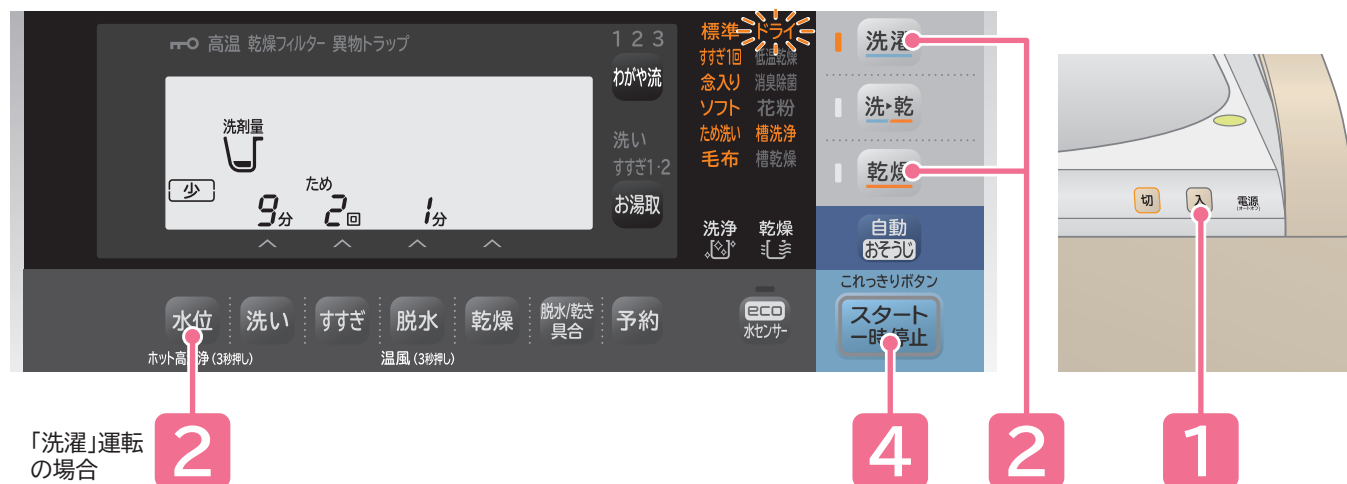 高温 乾燥フィルター 異物トラップ
1 2 3
わがや流
洗剤量
少
9分
ため
2回
1分
洗い
すすぎ1·2
お湯取
標準 ドライ
すすぎ1回 低温乾燥
念入り 消臭除菌
ソフト 花粉
ため洗い 槽洗浄
毛布 槽乾燥
洗浄 乾燥
洗濯
洗▸乾
乾燥
自動
おそうじ
これっきりボタン
スタート
一時停止
水位
洗い
すすぎ
脱水
乾燥
脱水/乾き
具合
予約
eco
水センサー
(3秒押し)
温風(3秒押し)
切
入
電源
「洗濯」運転
の場合
2
4
2
1